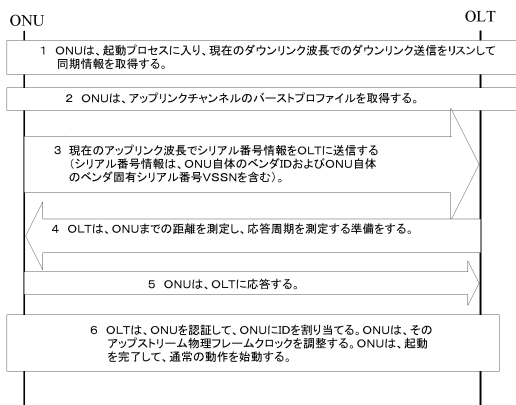 ONU
OLT
1 ONUは、起動プロセスに入り、現在のダウンリンク波長でのダウンリンク送信をリスンして
同期情報を取得する。
2 ONUは、アップリンクチャンネルのバーストプロファイルを取得する。
3 現在のアップリンク波長でシリアル番号情報をOLTに送信する
(シリアル番号情報は、ONU自体のベンダIDおよびONU自体
のベンダ固有シリアル番号VSSNを含む)。
4 OLTは、ONUまでの距離を測定し、応答周期を測定する準備をする。
5 ONUは、OLTに応答する。
6 OLTは、ONUを認証して、ONUにIDを割り当てる。ONUは、その
アップストリーム物理フレームクロックを調整する。ONUは、起動
を完了して、通常の動作を始動する。